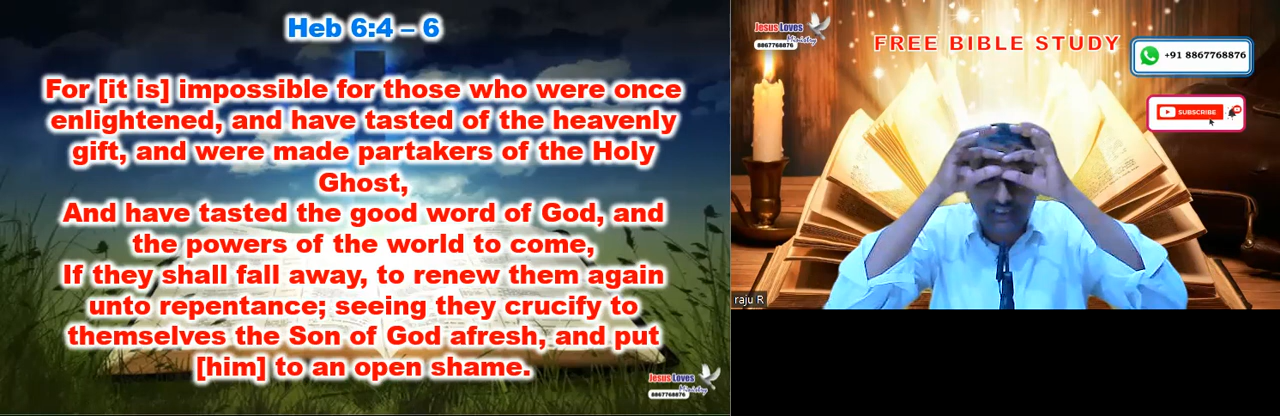 Heb 6:4 – 6
For [it is] impossible for those who were once
enlightened, and have tasted of the heavenly
gift, and were made partakers of the Holy
Ghost,
And have tasted the good word of God, and
the powers of the world to come,
If they shall fall away, to renew them again
unto repentance; seeing they crucify to
themselves the Son of God afresh, and put
[him] to an open shame.
Jesus Loves
Ministry
8867768876
Jesus Loves
Ministry
8867768876
FREE BIBLE STUDY
+91 8867768876
SUBSCRIBE
raju R